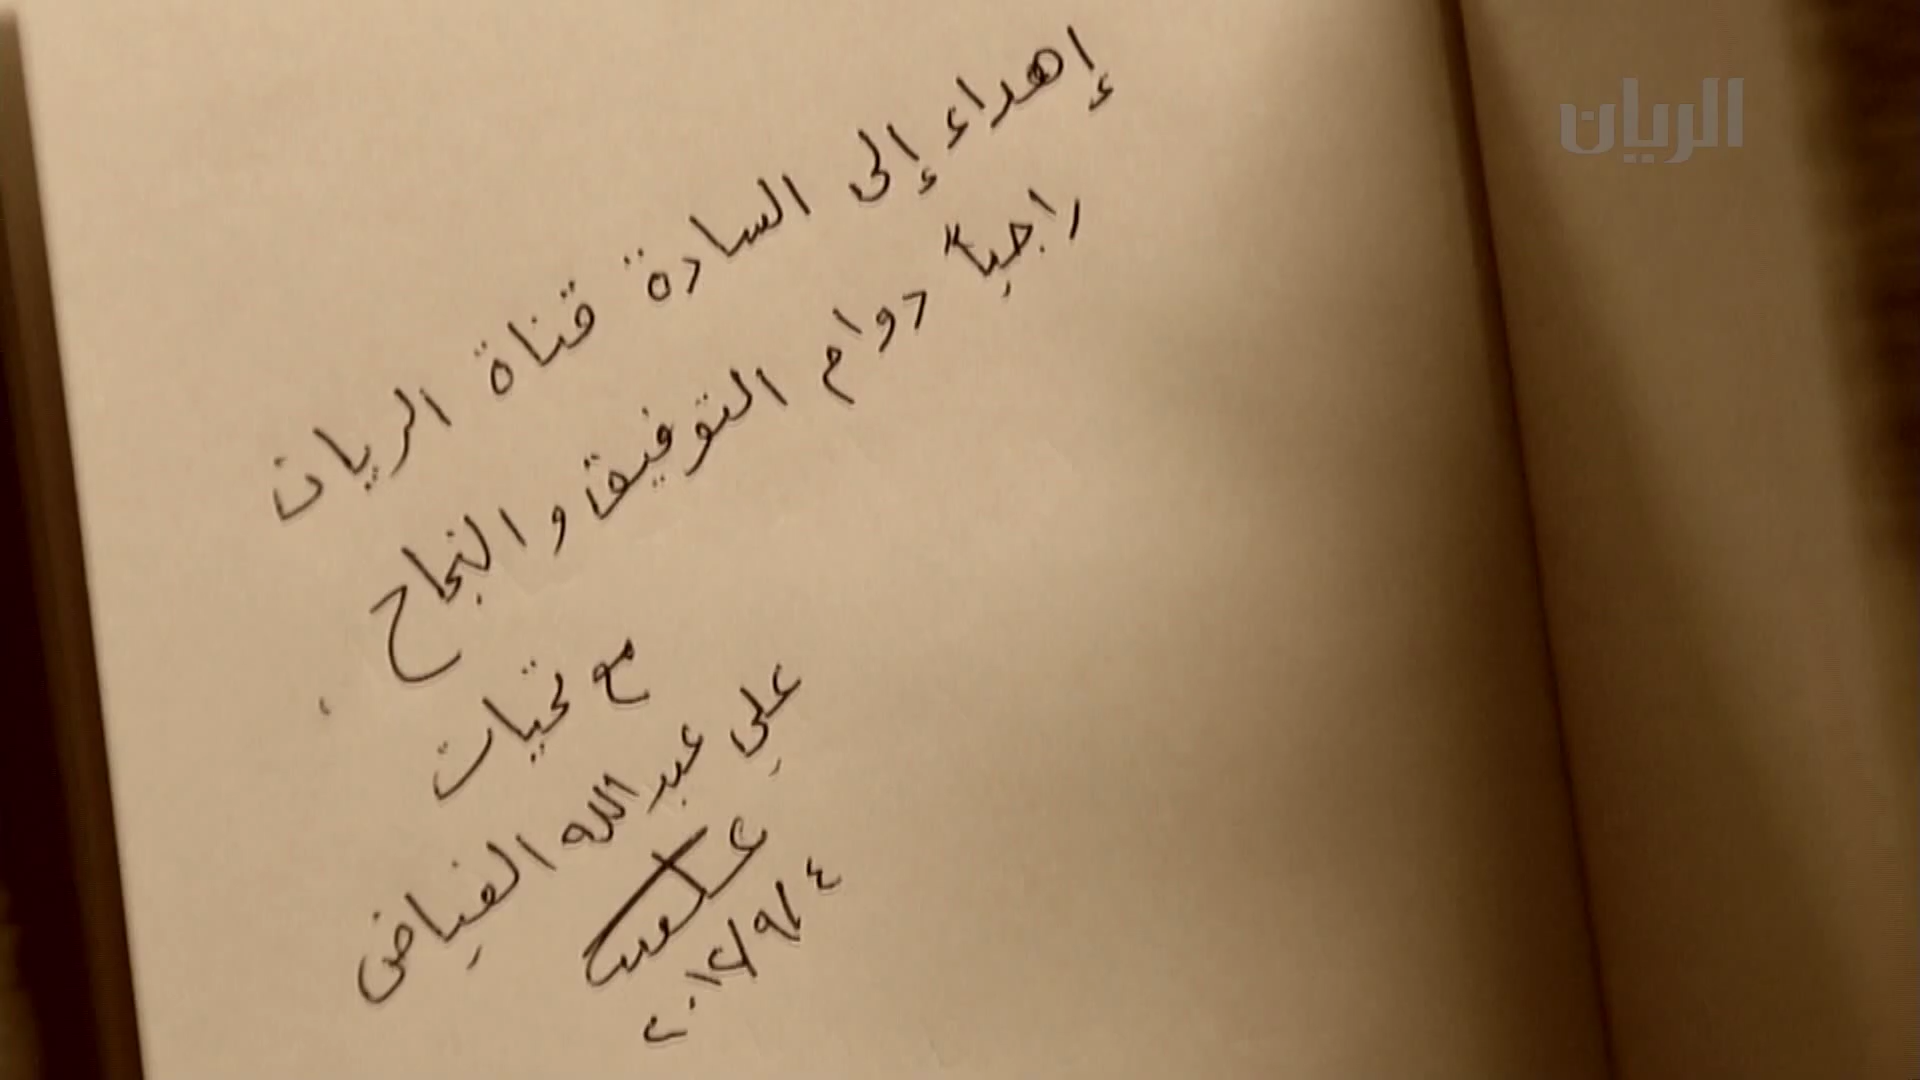 الريان
إهداء إلى السادة قناة الريان
راجياً دوام التوفيق والنجاح
مع تحيات
علي عبدالله الفياض